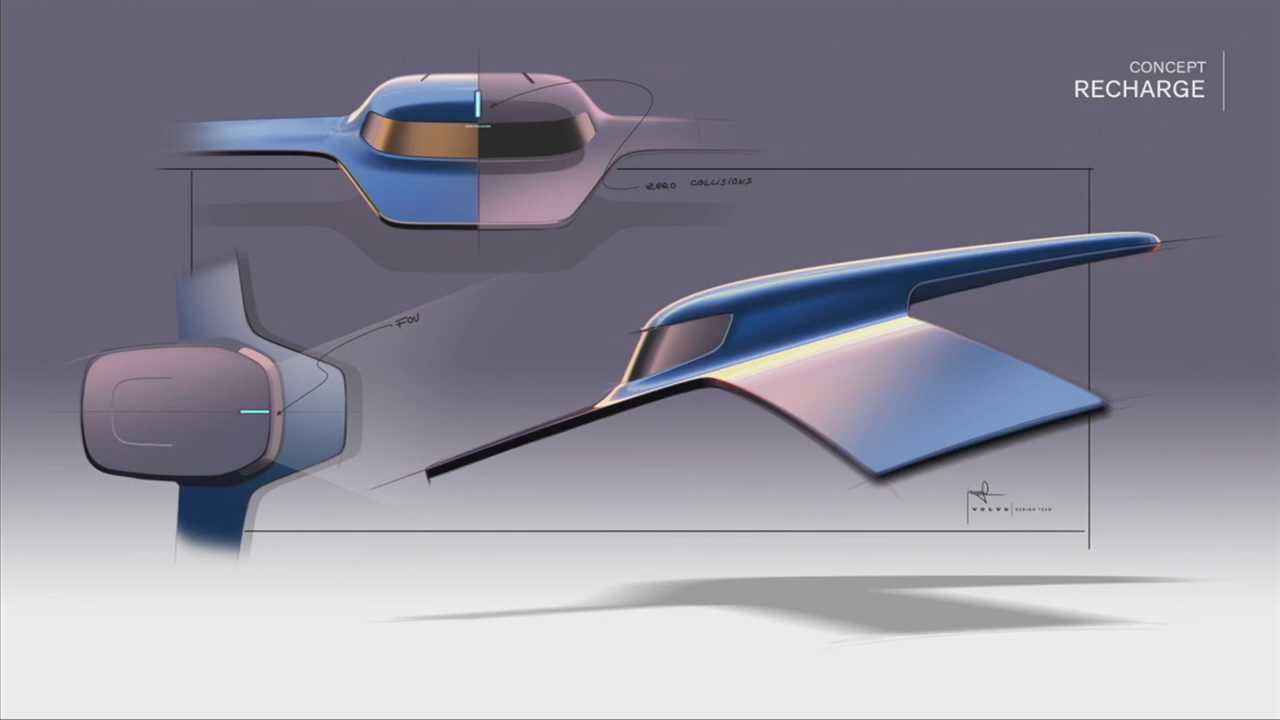 CONCEPT
RECHARGE
ZERO COLLISIONS
FOV
VOLVO DESIGN TEAM